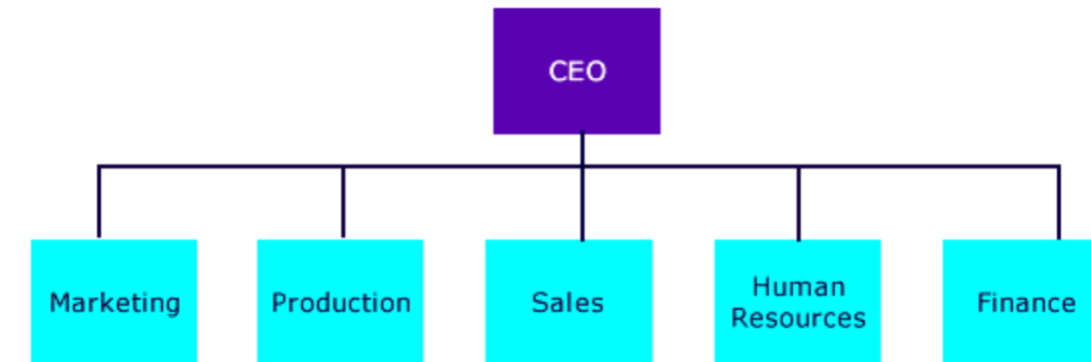 CEO
Marketing
Production
Sales
Human
Resources
Finance